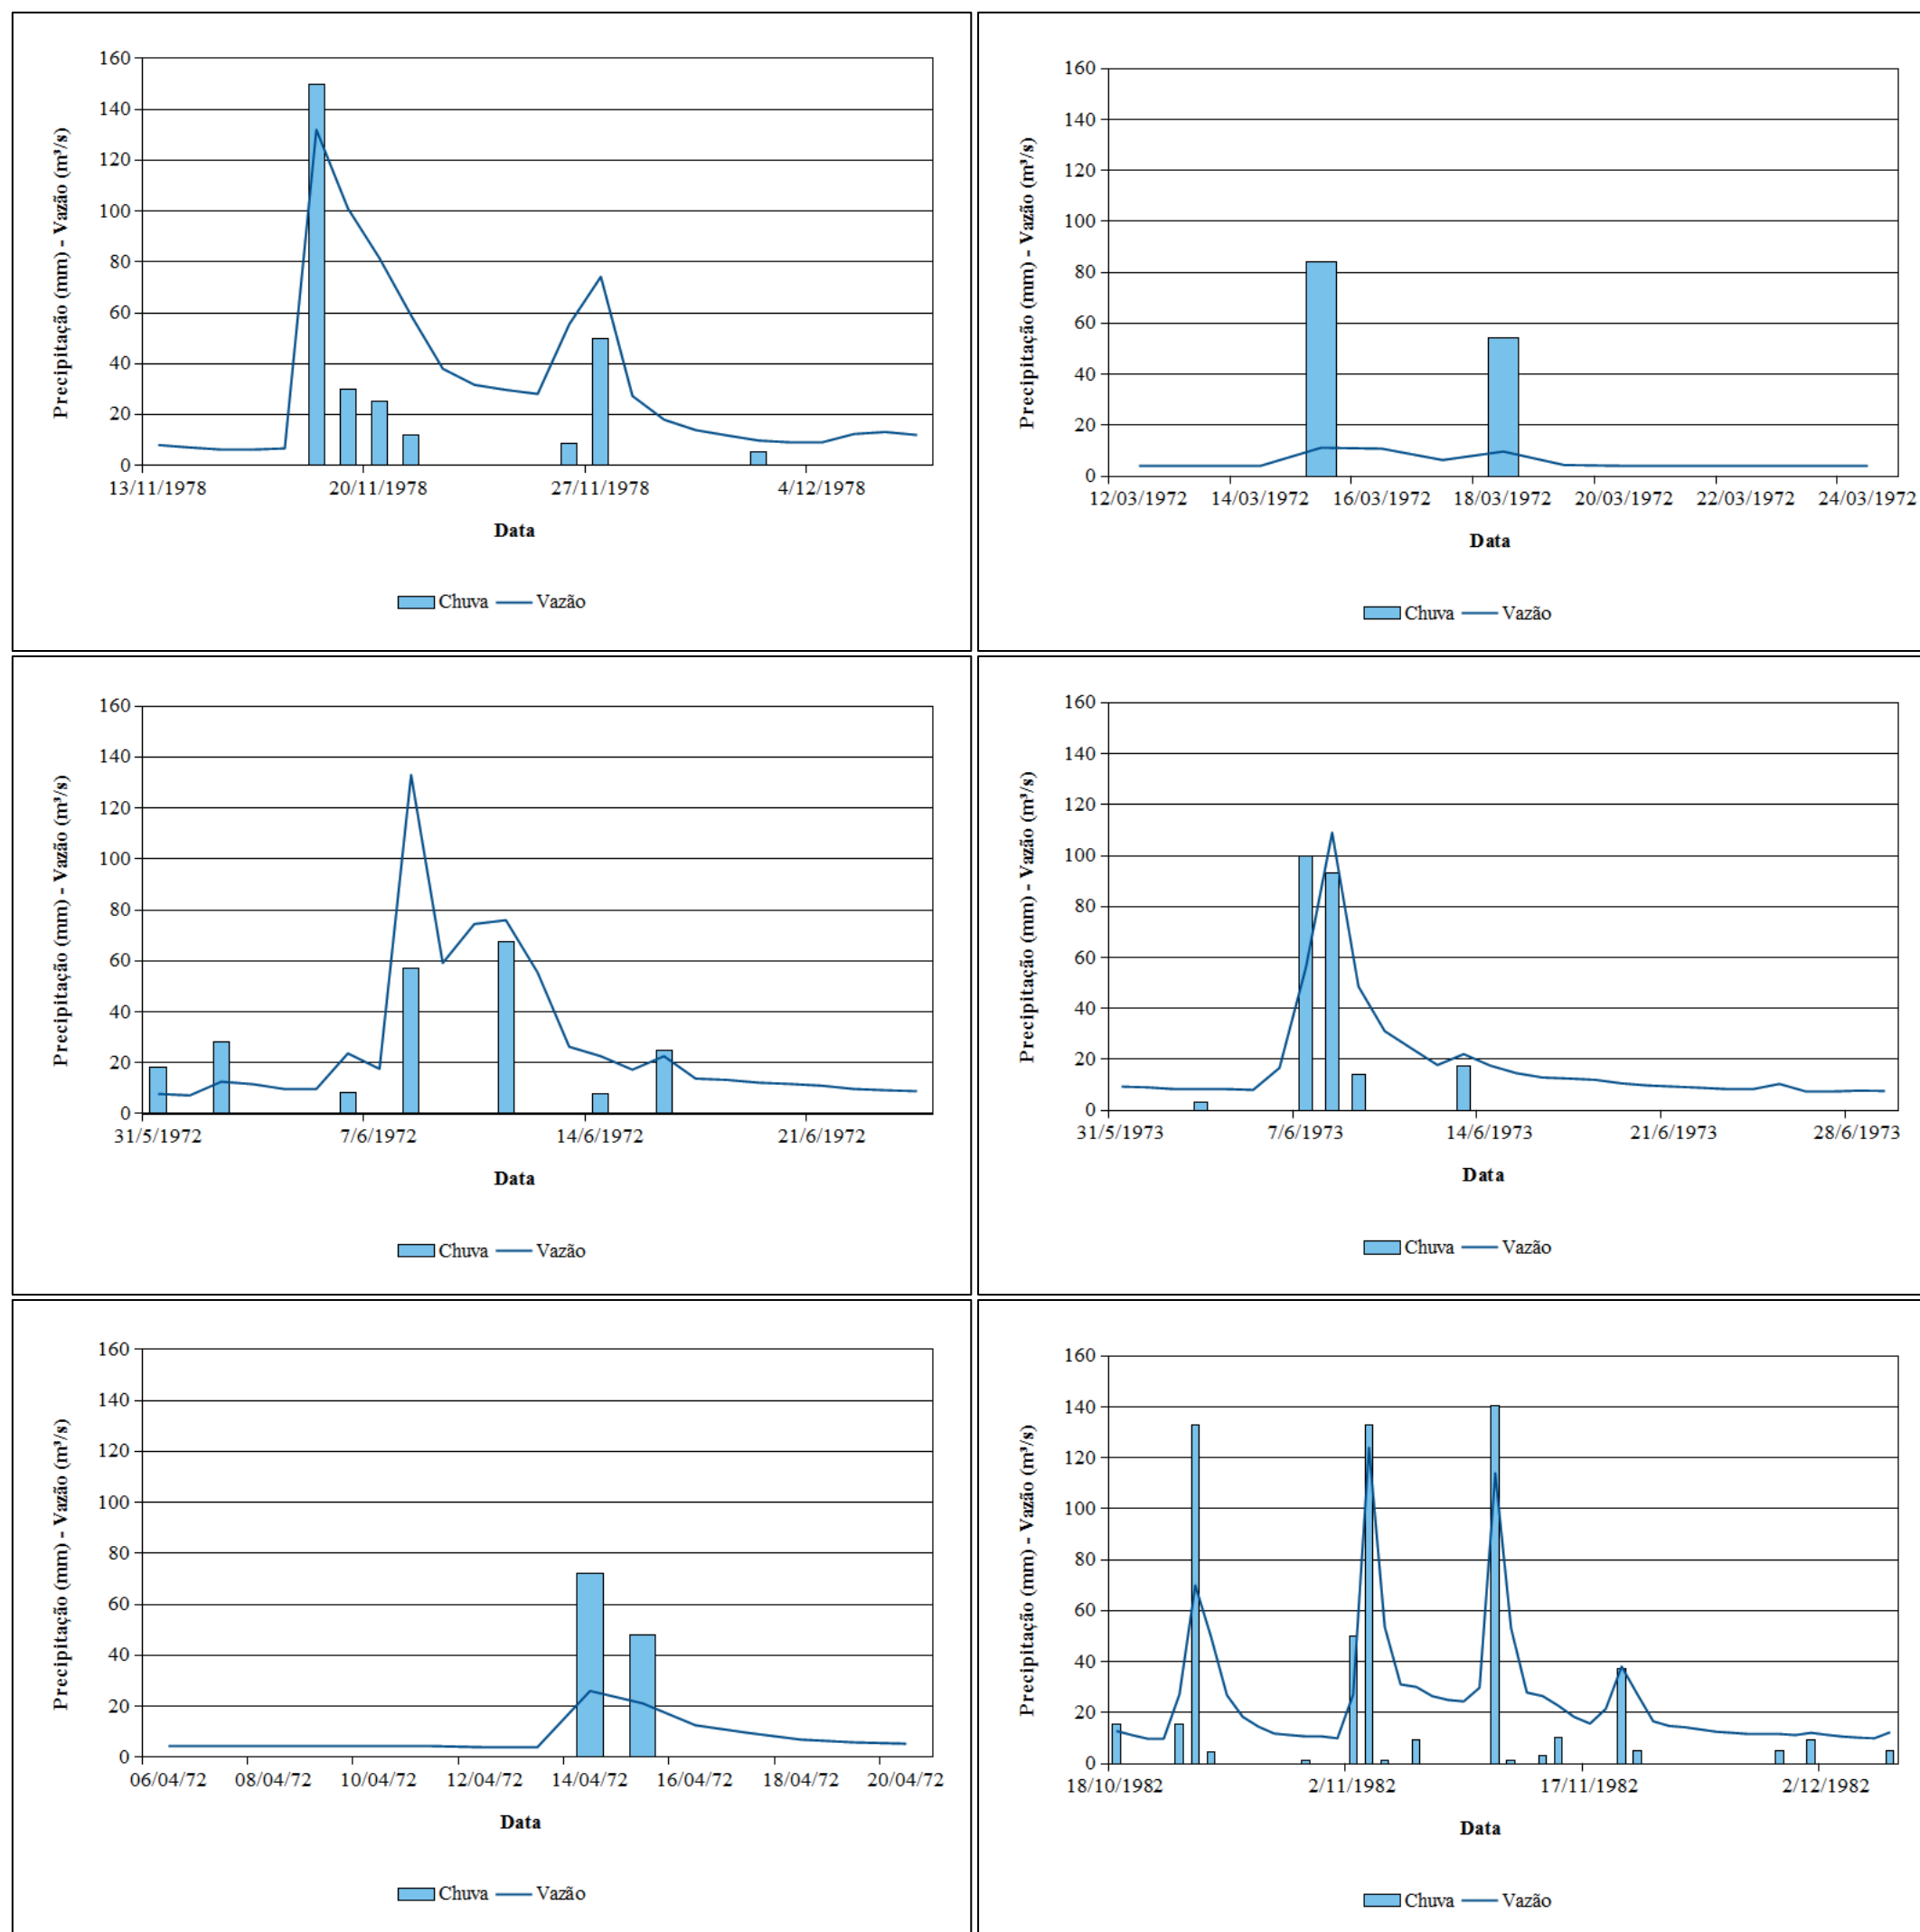 160
140
120
100
80
60
40
20
0
Precipitação (mm) - Vazão (m³/s)
13/11/1978 20/11/1978 27/11/1978 4/12/1978
Data
Chuva Vazão
160
140
120
100
80
60
40
20
0
Precipitação (mm) - Vazão (m³/s)
12/03/1972 14/03/1972 16/03/1972 18/03/1972 20/03/1972 22/03/1972 24/03/1972
Data
Chuva Vazão
160
140
120
100
80
60
40
20
0
Precipitação (mm) - Vazão (m³/s)
31/5/1972 7/6/1972 14/6/1972 21/6/1972
Data
Chuva Vazão
160
140
120
100
80
60
40
20
0
Precipitação (mm) - Vazão (m³/s)
31/5/1973 7/6/1973 14/6/1973 21/6/1973 28/6/1973
Data
Chuva Vazão
160
140
120
100
80
60
40
20
0
Precipitação (mm) - Vazão (m³/s)
06/04/72 08/04/72 10/04/72 12/04/72 14/04/72 16/04/72 18/04/72 20/04/72
Data
Chuva Vazão
160
140
120
100
80
60
40
20
0
Precipitação (mm) - Vazão (m³/s)
18/10/1982 2/11/1982 17/11/1982 2/12/1982
Data
Chuva Vazão